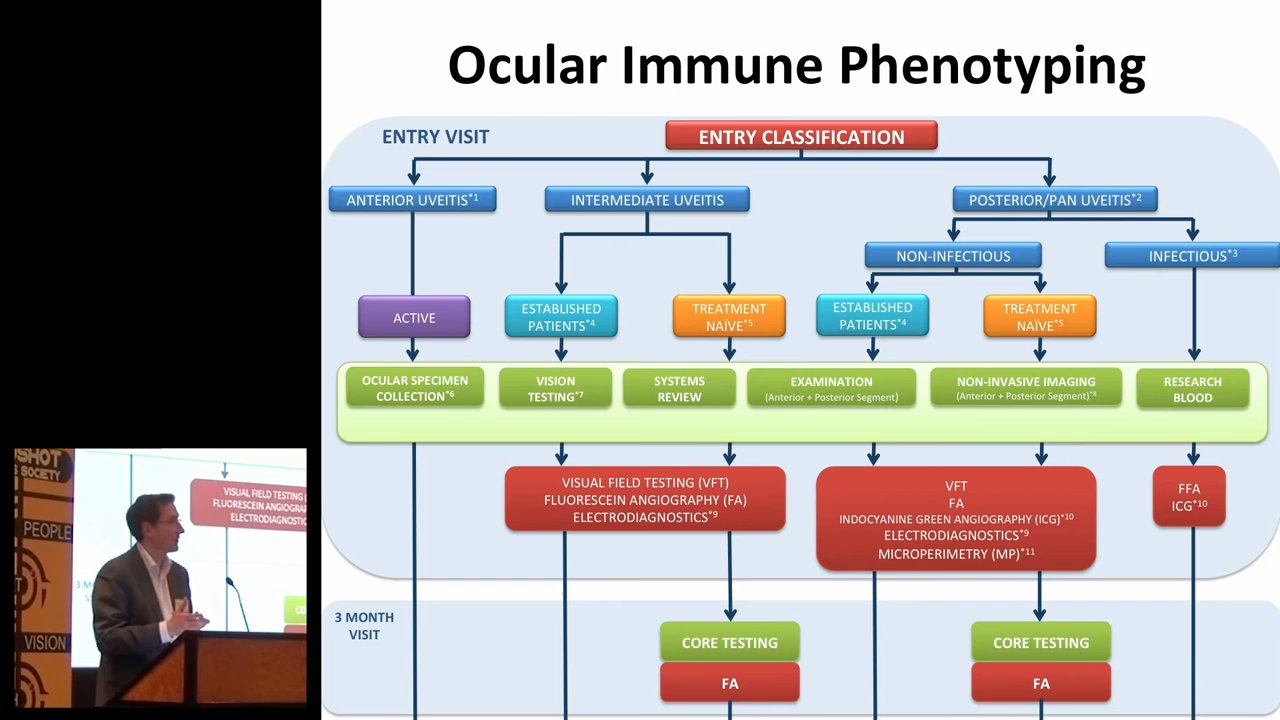 Ocular Immune Phenotyping
ENTRY VISIT
ENTRY CLASSIFICATION
ANTERIOR UVEITIS*1
INTERMEDIATE UVEITIS
POSTERIOR/PAN UVEITIS*2
NON-INFECTIOUS
INFECTIOUS*3
ACTIVE
ESTABLISHED
PATIENTS*4
TREATMENT
NAÏVE*5
ESTABLISHED
PATIENTS*4
TREATMENT
NAÏVE*5
OCULAR SPECIMEN
COLLECTION*6
VISION
TESTING*7
SYSTEMS
REVIEW
EXAMINATION
(Anterior + Posterior Segment)
NON-INVASIVE IMAGING
(Anterior + Posterior Segment)*8
RESEARCH
BLOOD
VISUAL FIELD TESTING (VFT)
FLUORESCEIN ANGIOGRAPHY (FA)
ELECTRODIAGNOSTICS*9
VFT
FA
INDOCYANINE GREEN ANGIOGRAPHY (ICG)*10
ELECTRODIAGNOSTICS*9
MICROPERIMETRY (MP)*11
FFA
ICG*10
3 MONTH
VISIT
CORE TESTING
FA
CORE TESTING
FA
SHOT
SOCIETY
PEOPLE
VISION
VISUAL FIELD TESTING
FLUORESCEIN